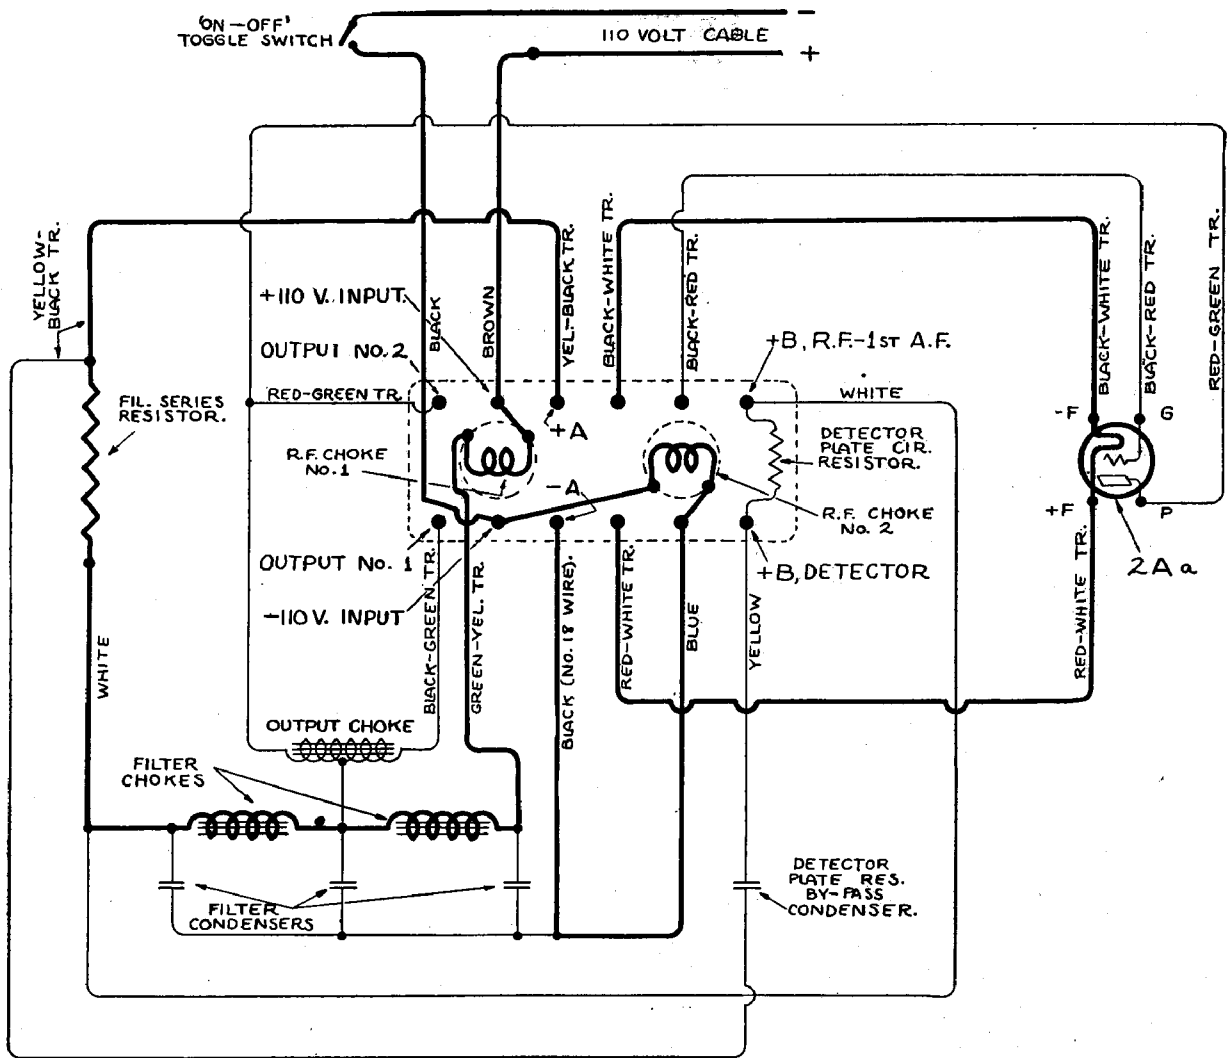 'ON-OFF'
TOGGLE SWITCH
-
110 VOLT CABLE
+
YELLOW-
BLACK TR.
BLACK
BROWN
YEL-BLACK TR.
BLACK-WHITE TR.
BLACK-RED TR.
BLACK-WHITE TR.
BLACK-RED TR.
RED-GREEN TR.
+110 V. INPUT.
OUTPUT No. 2
RED-GREEN TR.
+B, R.F.-1ST A.F.
WHITE
FIL. SERIES
RESISTOR.
+A
R.F. CHOKE
No. 1
-A
DETECTOR
PLATE CIR.
RESISTOR.
R.F. CHOKE
No. 2
-F
G
+F
P
2Aa
OUTPUT No. 1
-110 V. INPUT
+B, DETECTOR
WHITE
BLACK-GREEN TR.
GREEN-YEL. TR.
BLACK (No. 18 WIRE).
RED-WHITE TR.
BLUE
YELLOW
RED-WHITE TR.
OUTPUT CHOKE
FILTER
CHOKES
FILTER
CONDENSERS
DETECTOR
PLATE RES.
BY-PASS
CONDENSER.